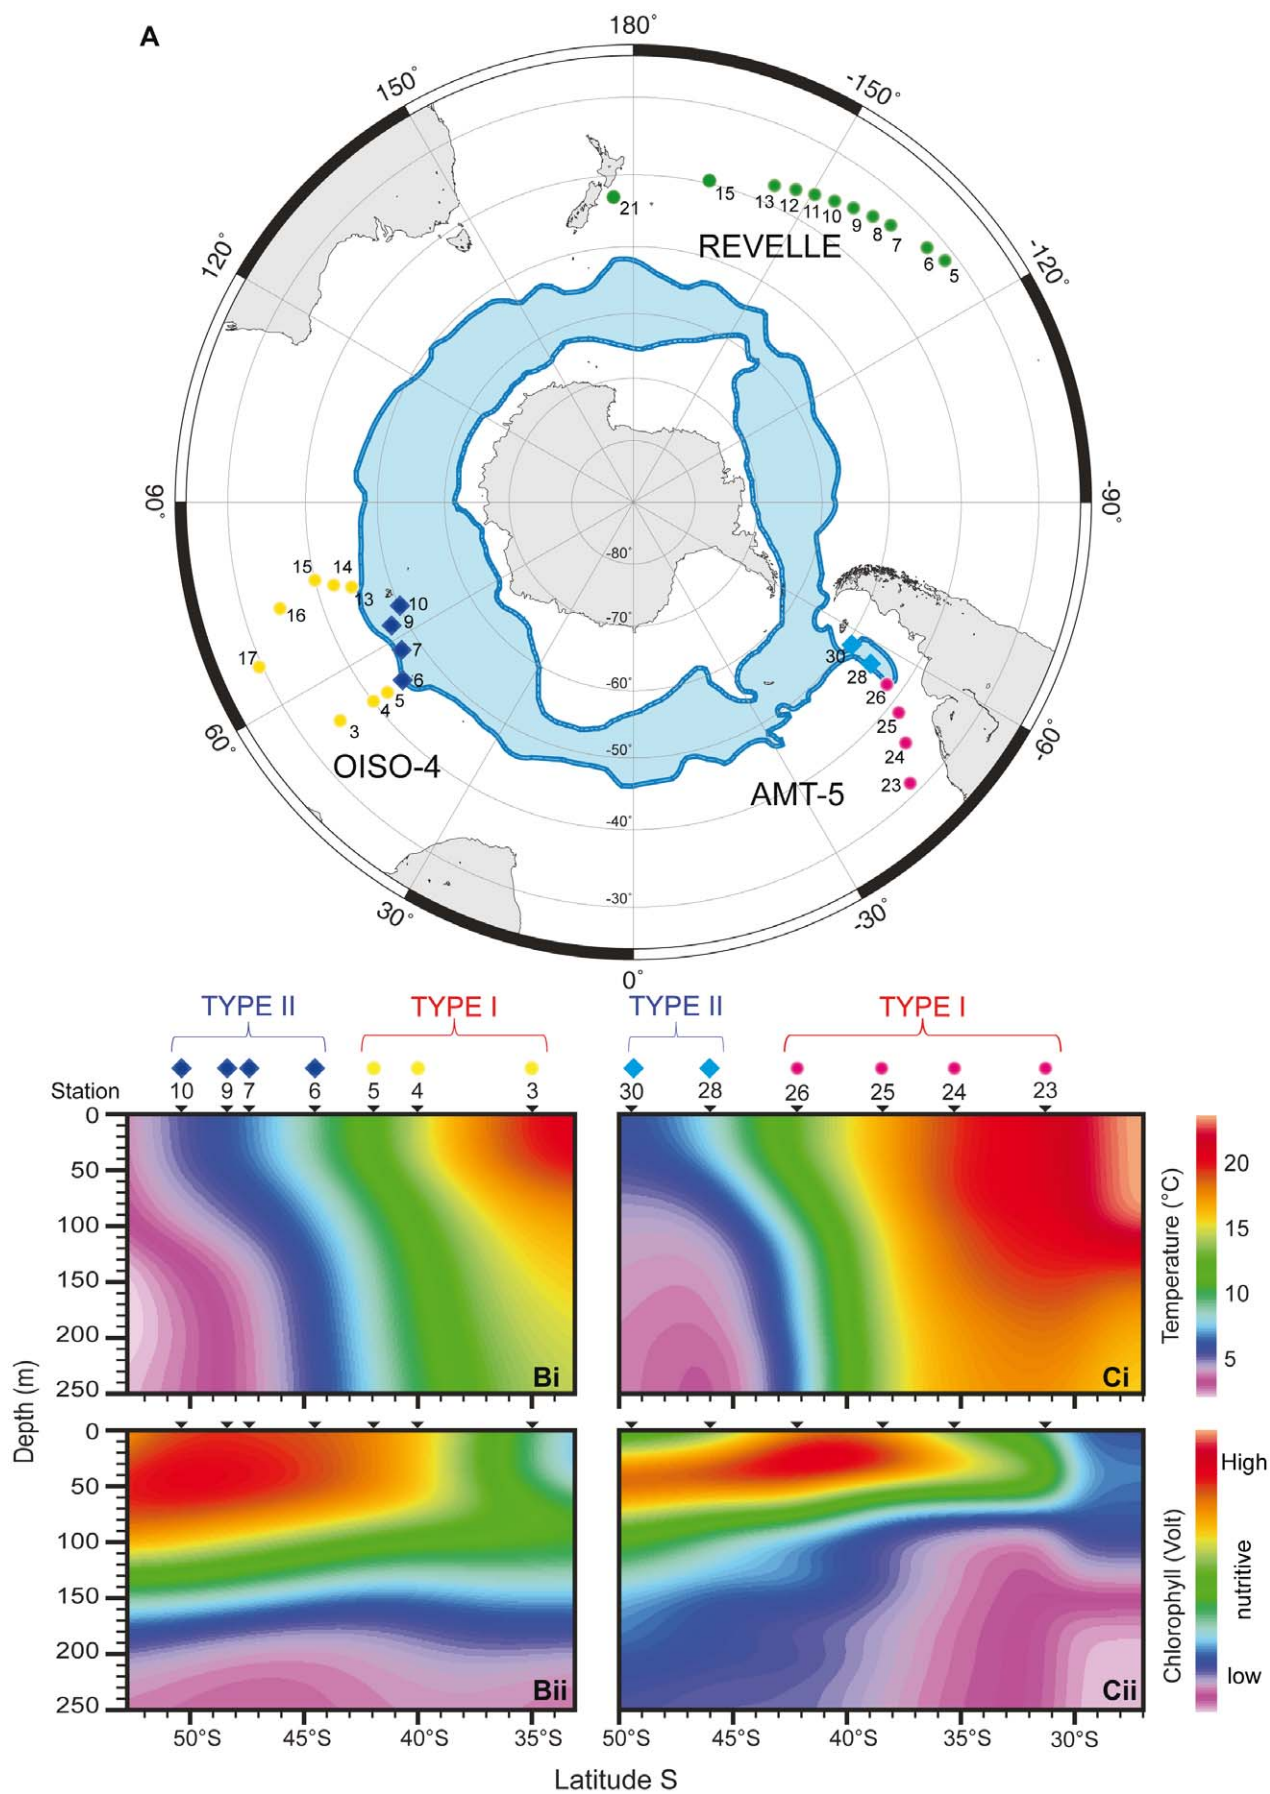 A
180°
150°
-150°
120°
-120°
90°
-90°
60°
-60°
30°
-30°
0°
21
15
13
12
11
10
9
8
7
6
5
REVELLE
-80°
-70°
-60°
-50°
-40°
-30°
15
14
13
16
17
10
9
7
6
5
4
3
OISO-4
30
28
26
25
24
23
AMT-5
TYPE II
TYPE I
TYPE II
TYPE I
Station
10 9 7 6 5 4 3
30 28 26 25 24 23
0
50
100
150
200
250
Bi
Ci
20
15
10
5
Temperature (°C)
Depth (m)
0
50
100
150
200
250
Bii
Cii
High
nutritive
low
Chlorophyll (Volt)
50°S 45°S 40°S 35°S
50°S 45°S 40°S 35°S 30°S
Latitude S